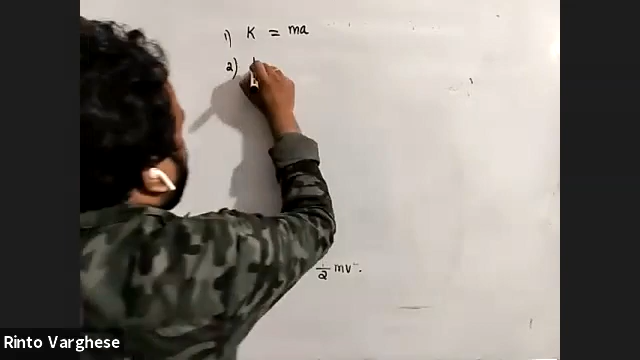 1) K = ma
2)
1/2 mv².
Rinto Varghese